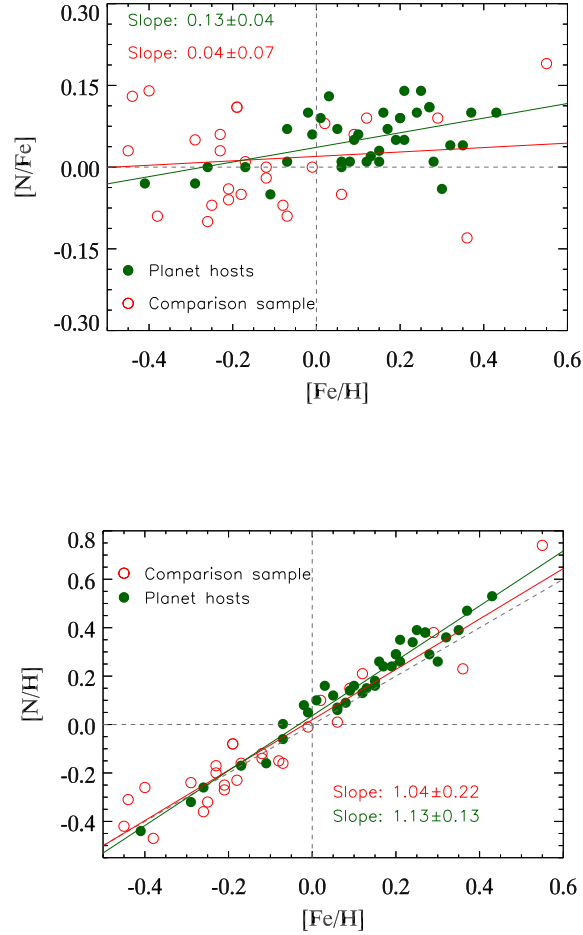 Slope: 0.13±0.04
Slope: 0.04±0.07
0.30
0.15
0.00
-0.15
-0.30
[N/Fe]
Planet hosts
Comparison sample
-0.4 -0.2 0.0 0.2 0.4 0.6
[Fe/H]
0.8
0.6
0.4
0.2
0.0
-0.2
-0.4
[N/H]
Comparison sample
Planet hosts
Slope: 1.04±0.22
Slope: 1.13±0.13
-0.4 -0.2 0.0 0.2 0.4 0.6
[Fe/H]